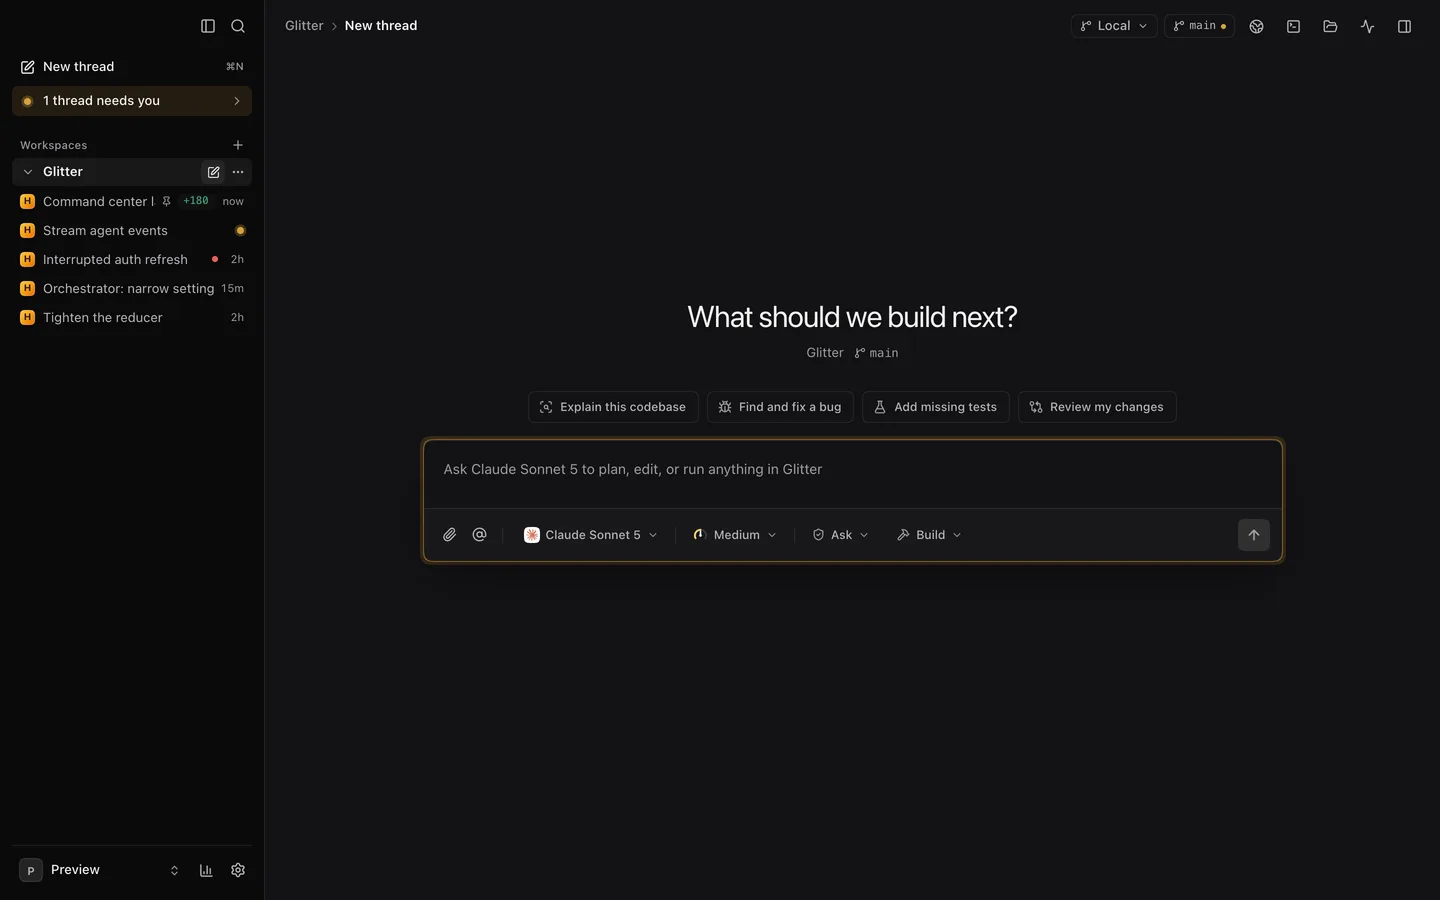 Glitter › New thread
Local
main
New thread ⌘N
1 thread needs you
Workspaces
Glitter
H Command center +180 now
H Stream agent events
H Interrupted auth refresh 2h
H Orchestrator: narrow setting 15m
H Tighten the reducer 2h
What should we build next?
Glitter main
Explain this codebase
Find and fix a bug
Add missing tests
Review my changes
Ask Claude Sonnet 5 to plan, edit, or run anything in Glitter
Claude Sonnet 5
Medium
Ask
Build
P Preview